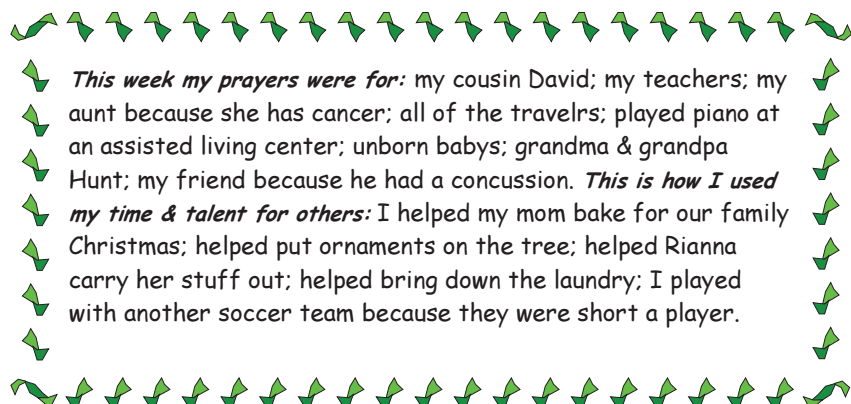 This week my prayers were for: my cousin David; my teachers; my
aunt because she has cancer; all of the travelrs; played piano at
an assisted living center; unborn babys; grandma & grandpa
Hunt; my friend because he had a concussion. This is how I used
my time & talent for others: I helped my mom bake for our family
Christmas; helped put ornaments on the tree; helped Rianna
carry her stuff out; helped bring down the laundry; I played
with another soccer team because they were short a player.